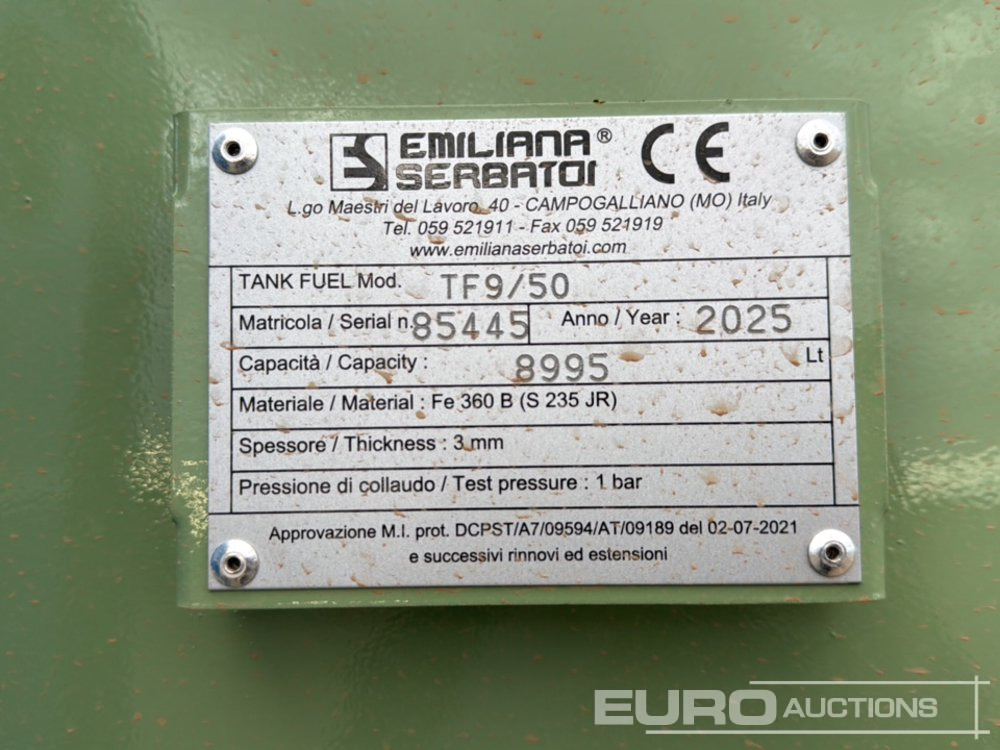 EMILIANA®
SERBATOI
CE
L.go Maestri del Lavoro, 40 - CAMPOGALLIANO (MO) Italy
Tel. 059 521911 - Fax 059 521919
www.emilianaserbatoi.com
TANK FUEL Mod. TF9/50
Matricola / Serial n. 85445 Anno / Year : 2025
Capacità / Capacity : 8995 Lt
Materiale / Material : Fe 360 B (S 235 JR)
Spessore / Thickness : 3 mm
Pressione di collaudo / Test pressure : 1 bar
Approvazione M.I. prot. DCPST/A7/09594/AT/09189 del 02-07-2021
e successivi rinnovi ed estensioni
EURO AUCTIONS